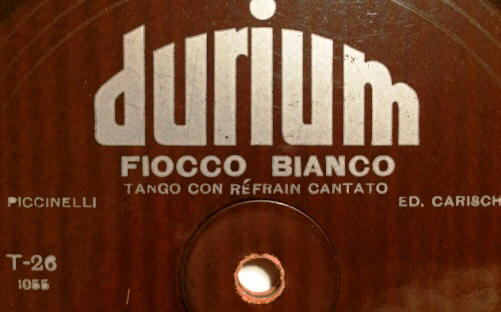 durium
FIOCCO BIANCO
TANGO CON RÉFRAIN CANTATO
PICCINELLI
ED. CARISCH
T-26
1055